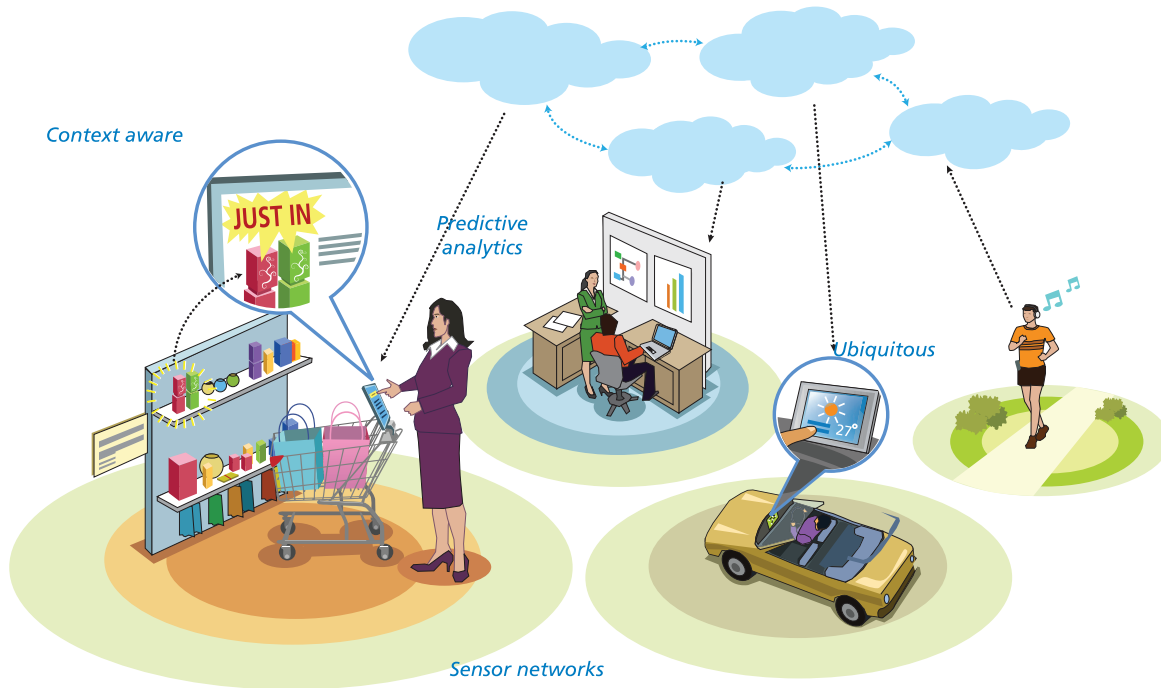 Context aware
JUST IN
Predictive
analytics
Ubiquitous
27°
Sensor networks